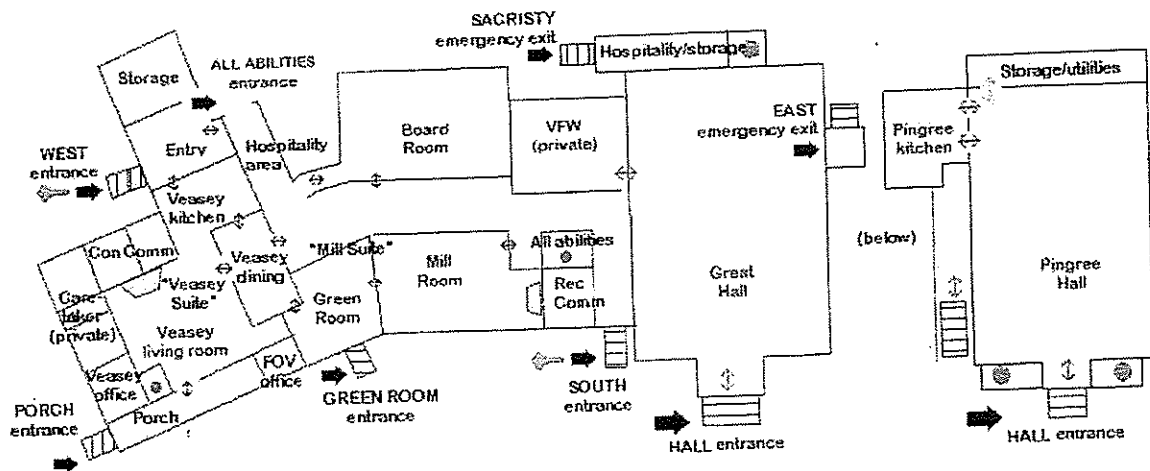 SACRISTY
emergency exit
Hospitality/storage
Storage
ALL ABILITIES
entrance
Storage/utilities
EAST
emergency exit
Board
Room
VFW
(private)
Pingree
kitchen
WEST
entrance
Entry
Hospitality
area
Veasey
kitchen
Con Comm
Veasey
dining
"Mill Suite"
All abilities
(below)
Care-
taker
(private)
"Veasey
Suite"
Mill
Room
Great
Hall
Pingree
Hall
Green
Room
Rec
Comm
Veasey
living room
Veasey
office
FOV
office
PORCH
entrance
Porch
GREEN ROOM
entrance
SOUTH
entrance
HALL entrance
HALL entrance